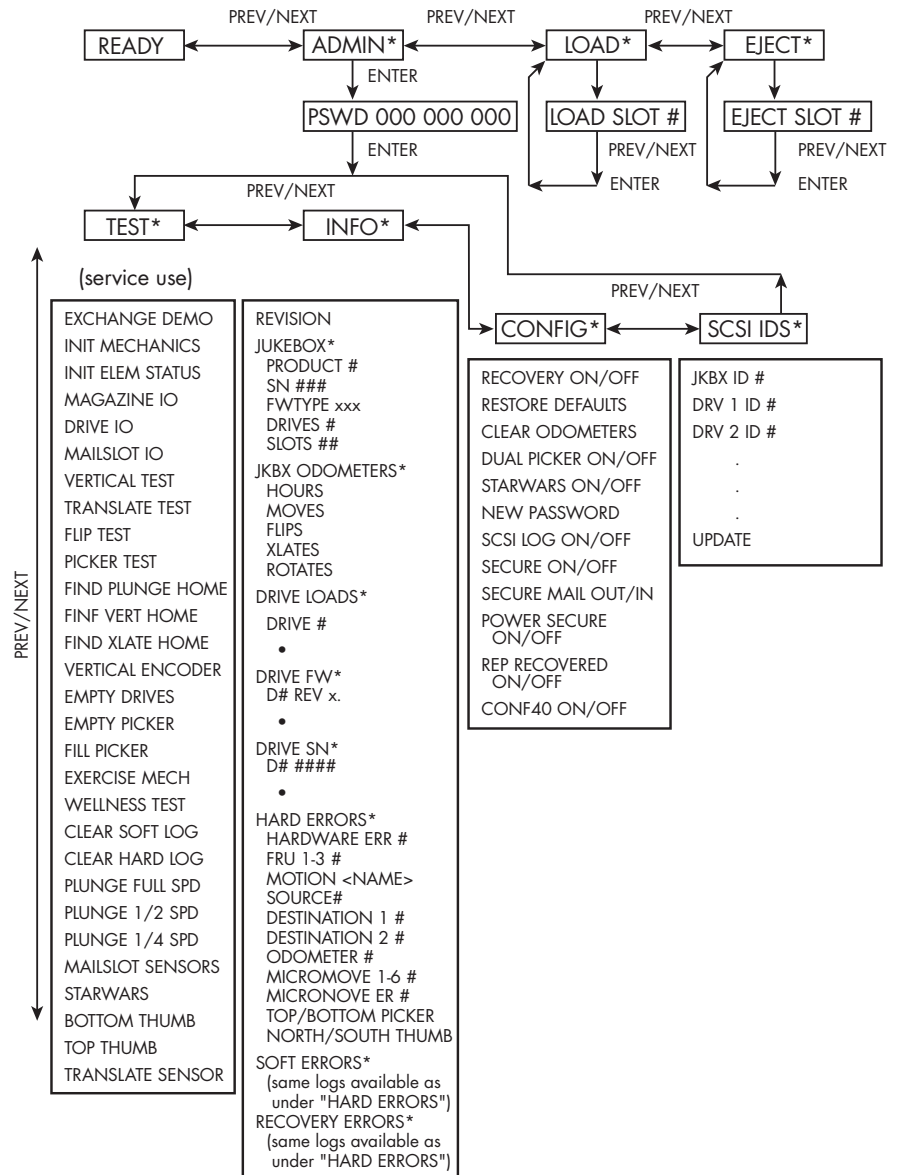 PREV/NEXT
PREV/NEXT
PREV/NEXT
READY
ADMIN*
LOAD*
EJECT*
ENTER
PSWD 000 000 000
LOAD SLOT #
EJECT SLOT #
ENTER
PREV/NEXT
PREV/NEXT
ENTER
ENTER
PREV/NEXT
TEST*
INFO*
(service use)
PREV/NEXT
CONFIG*
SCSI IDS*
PREV/NEXT
EXCHANGE DEMO
INIT MECHANICS
INIT ELEM STATUS
MAGAZINE IO
DRIVE IO
MAILSLOT IO
VERTICAL TEST
TRANSLATE TEST
FLIP TEST
PICKER TEST
FIND PLUNGE HOME
FINF VERT HOME
FIND XLATE HOME
VERTICAL ENCODER
EMPTY DRIVES
EMPTY PICKER
FILL PICKER
EXERCISE MECH
WELLNESS TEST
CLEAR SOFT LOG
CLEAR HARD LOG
PLUNGE FULL SPD
PLUNGE 1/2 SPD
PLUNGE 1/4 SPD
MAILSLOT SENSORS
STARWARS
BOTTOM THUMB
TOP THUMB
TRANSLATE SENSOR
REVISION
JUKEBOX*
PRODUCT #
SN ###
FWTYPE xxx
DRIVES #
SLOTS ##
JKBX ODOMETERS*
HOURS
MOVES
FLIPS
XLATES
ROTATES
DRIVE LOADS*
DRIVE #
•
DRIVE FW*
D# REV x.
•
DRIVE SN*
D# ####
•
HARD ERRORS*
HARDWARE ERR #
FRU 1-3 #
MOTION <NAME>
SOURCE#
DESTINATION 1 #
DESTINATION 2 #
ODOMETER #
MICROMOVE 1-6 #
MICRONOVE ER #
TOP/BOTTOM PICKER
NORTH/SOUTH THUMB
SOFT ERRORS*
(same logs available as
under "HARD ERRORS")
RECOVERY ERRORS*
(same logs available as
under "HARD ERRORS")
RECOVERY ON/OFF
RESTORE DEFAULTS
CLEAR ODOMETERS
DUAL PICKER ON/OFF
STARWARS ON/OFF
NEW PASSWORD
SCSI LOG ON/OFF
SECURE ON/OFF
SECURE MAIL OUT/IN
POWER SECURE
ON/OFF
REP RECOVERED
ON/OFF
CONF40 ON/OFF
JKBX ID #
DRV 1 ID #
DRV 2 ID #
.
.
.
UPDATE